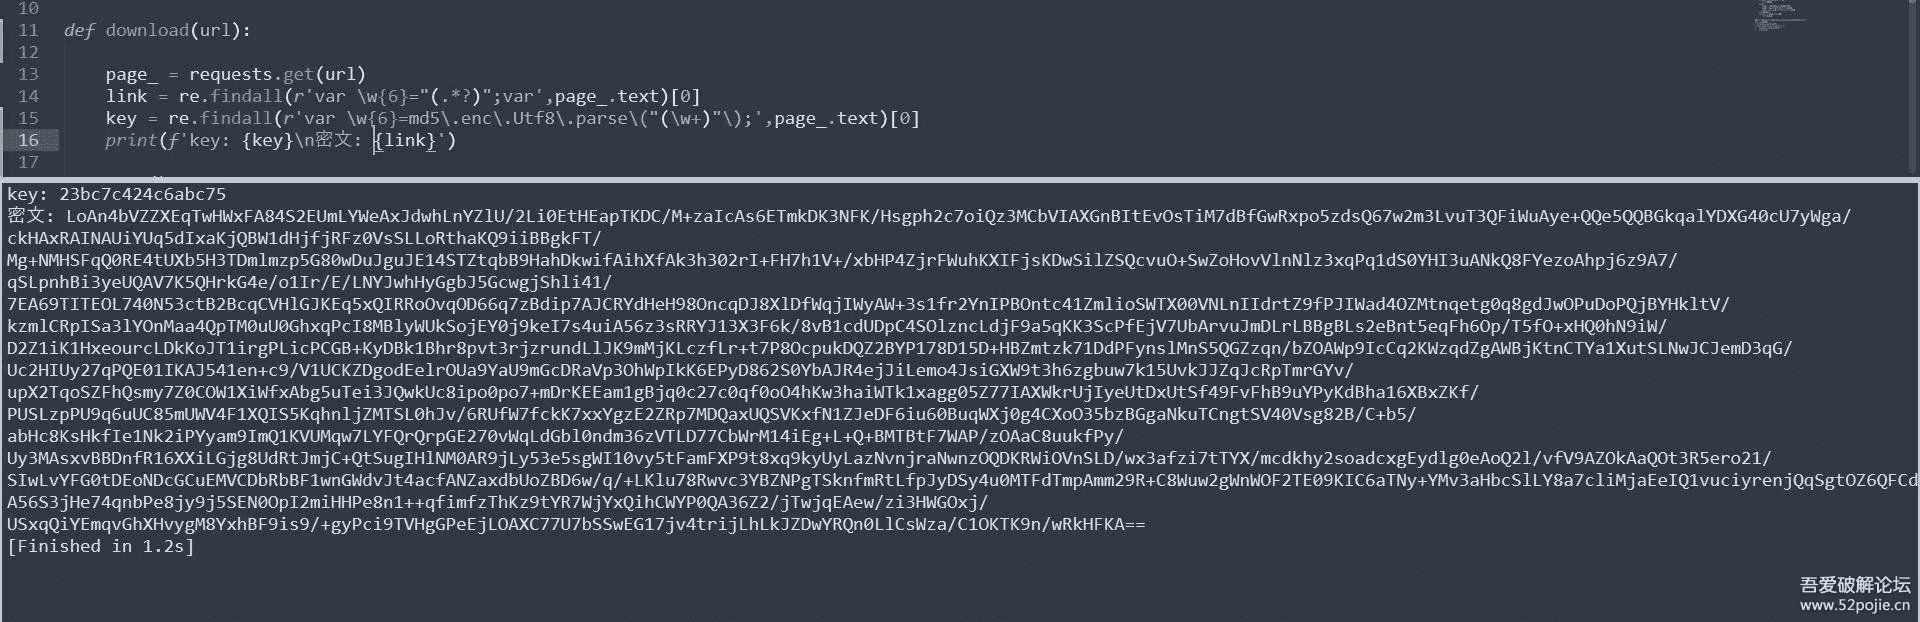 10
11 def download(url):
12
13 page_ = requests.get(url)
14 link = re.findall(r'var \w{6}="(.*?)";var',page_.text)[0]
15 key = re.findall(r'var \w{6}=md5\.enc\.Utf8\.parse\("(\w+)"\);',page_.text)[0]
16 print(f'key: {key}\n密文: {link}')
17
key: 23bc7c424c6abc75
密文: LoAn4bVZZXEqTwHWxFA84S2EUmLYWeAxJdwhLnYZlU/2Li0EtHEapTKDC/M+zaIcAs6ETmkDK3NFK/Hsgph2c7oiQz3MCbVIAXGnBItEvOsTiM7dBfGwRxpo5zdsQ67w2m3LvuT3QFiWuAye+QQe5QQBGkqalYDXG40cU7yWga/
ckHAxRAINAUiYUq5dIxaKjQBW1dHjfjRFz0VsSLLoRthaKQ9iiBBgkFT/
Mg+NMHSFqQ0RE4tUXb5H3TDmlmzp5G80wDuJguJE14STZtqbB9HahDkwifAihXfAk3h302rI+FH7h1V+/xbHP4ZjrFWuhKXIFjsKDwSilZSQcvuO+SwZoHovVlnNlz3xqPq1dS0YHI3uANkQ8FYezoAhpj6z9A7/
qSLpnhBi3yeUQAV7K5QHrkG4e/o1Ir/E/LNYJwhHyGgbJ5GcwgjShli41/
7EA69TITEOL740N53ctB2BcqCVHlGJKEq5xQIRRoOvqOD66q7zBdip7AJCRYdHeH98OncqDJ8XlDfWqjIWyAW+3s1fr2YnIPBOntc41ZmlioSWTX00VNLnIIdrtZ9fPJIWad4OZMtnqetg0q8gdJwOPuDoPQjBYHkltV/
kzmlCRpISa3lYOnMaa4QpTM0uU0GhxqPcI8MBlyWUkSojEY0j9keI7s4uiA56z3sRRYJ13X3F6k/8vB1cdUDpC4SOlzncLdjF9a5qKK3ScPfEjV7UbArvuJmDLrLBBgBLs2eBnt5eqFh6Op/T5fO+xHQ0hN9iW/
D2Z1iK1HxeourcLDkKoJT1irgPLicPCGB+KyDBk1Bhr8pvt3rjzrundLlJK9mMjKLczfLr+t7P8OcpukDQZ2BYP178D15D+HBZmtzk71DdPFynslMnS5QGZzqn/bZOAWp9IcCq2KWzqdZgAWBjKtnCTYa1XutSLNwJCJemD3qG/
Uc2HIUy27qPQE01IKAJ541en+c9/V1UCKZDgodEelrOUa9YaU9mGcDRaVp3OhWpIkK6EPyD862S0YbAJR4ejJiLemo4JsiGXW9t3h6zgbuw7k15UvkJJZqJcRpTmrGYv/
upX2TqoSZFhQsmy7Z0COW1XiWfxAbg5uTei3JQwkUc8ipo0po7+mDrKEEam1gBjq0c27c0qf0oO4hKw3haiWTk1xagg05Z77IAXWkrUjIyeUtDxUtSf49FvFhB9uYPyKdBha16XBxZKf/
PUSLzpPU9q6uUC85mUWV4F1XQIS5KqhnljZMTSL0hJv/6RUfW7fckK7xxYgzE2ZRp7MDQaxUQSVKxfN1ZJeDF6iu60BuqWXj0g4CXoO35bzBGgaNkuTCngtSV40Vsg82B/C+b5/
abHc8KsHkfIe1Nk2iPYyam9ImQ1KVUMqw7LYFQrQrpGE270vWqLdGbl0ndm36zVTLD77CbWrM14iEg+L+Q+BMTBtF7WAP/zOAaC8uukfPy/
Uy3MAsxvBBDnfR16XXiLGjg8UdRtJmjC+QtSugIHlNM0AR9jLy53e5sgWI10vy5tFamFXP9t8xq9kyUyLazNvnjraNwnzOQDKRWiOVnSLD/wx3afzi7tTYX/mcdkhy2soadcxgEydlg0eAoQ2l/vfV9AZOkAaQOt3R5ero21/
SIwLvYFG0tDEoNDcGCuEMVCDbRbBF1wnGWdvJt4acfANZaxdbUoZBD6w/q/+LKlu78Rwvc3YBZNPgTSknfmRtLfpJyDSy4u0MTFdTmpAmm29R+C8Wuw2gWnWOF2TE09KIC6aTNy+YMv3aHbcSlLY8a7cliMjaEeIQ1vuciyrenjQqSgtOZ6QFCd
A56S3jHe74qnbPe8jy9j5SEN0OpI2miHHPe8n1++qfimfzThKz9tYR7WjYxQihCWYP0QA36Z2/jTwjqEAew/zi3HWGOxj/
USxqQiYEmqvGhXHvygM8YxhBF9is9/+gyPci9TVHgGPeEjLOAXC77U7bSSwEG17jv4trijLhLkJZDwYRQn0LlCsWza/C1OKTK9n/wRkHFKA==
[Finished in 1.2s]
吾爱破解论坛
www.52pojie.cn